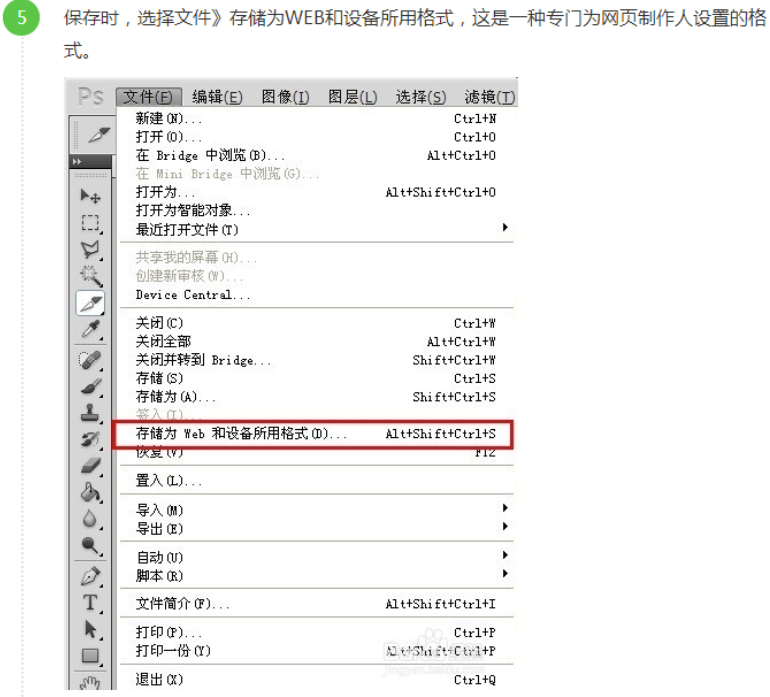 5
保存时，选择文件》存储为WEB和设备所用格式，这是一种专门为网页制作人设置的格
式。
Ps 文件(F) 编辑(E) 图像(I) 图层(L) 选择(S) 滤镜(T)
新建(N)... Ctrl+N
打开(O)... Ctrl+O
在 Bridge 中浏览(B)... Alt+Ctrl+O
在 Mini Bridge 中浏览(G)...
打开为... Alt+Shift+Ctrl+O
打开为智能对象...
最近打开文件(T)
共享我的屏幕(H)...
创建新审核(W)...
Device Central...
关闭(C) Ctrl+W
关闭全部 Alt+Ctrl+W
关闭并转到 Bridge... Shift+Ctrl+W
存储(S) Ctrl+S
存储为(A)... Shift+Ctrl+S
签入(I)...
存储为 Web 和设备所用格式(D)... Alt+Shift+Ctrl+S
恢复(V) F12
置入(L)...
导入(M)
导出(E)
自动(U)
脚本(R)
文件简介(F)... Alt+Shift+Ctrl+I
打印(P)... Ctrl+P
打印一份(Y) Alt+Shift+Ctrl+P
jingyan.baidu.com
退出(X) Ctrl+Q